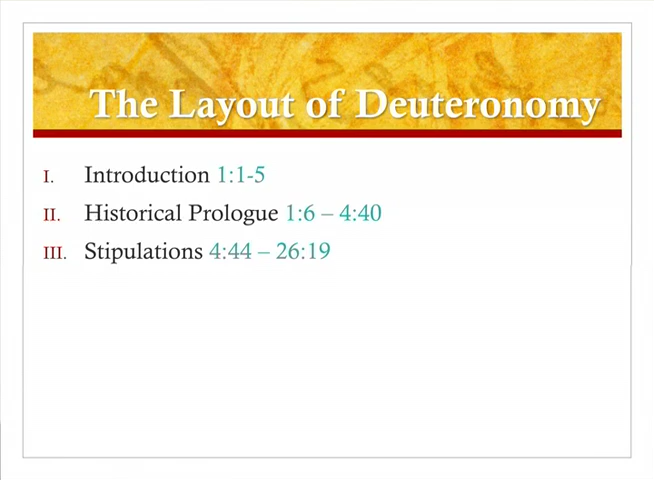 The Layout of Deuteronomy
I. Introduction 1:1-5
II. Historical Prologue 1:6 – 4:40
III. Stipulations 4:44 – 26:19